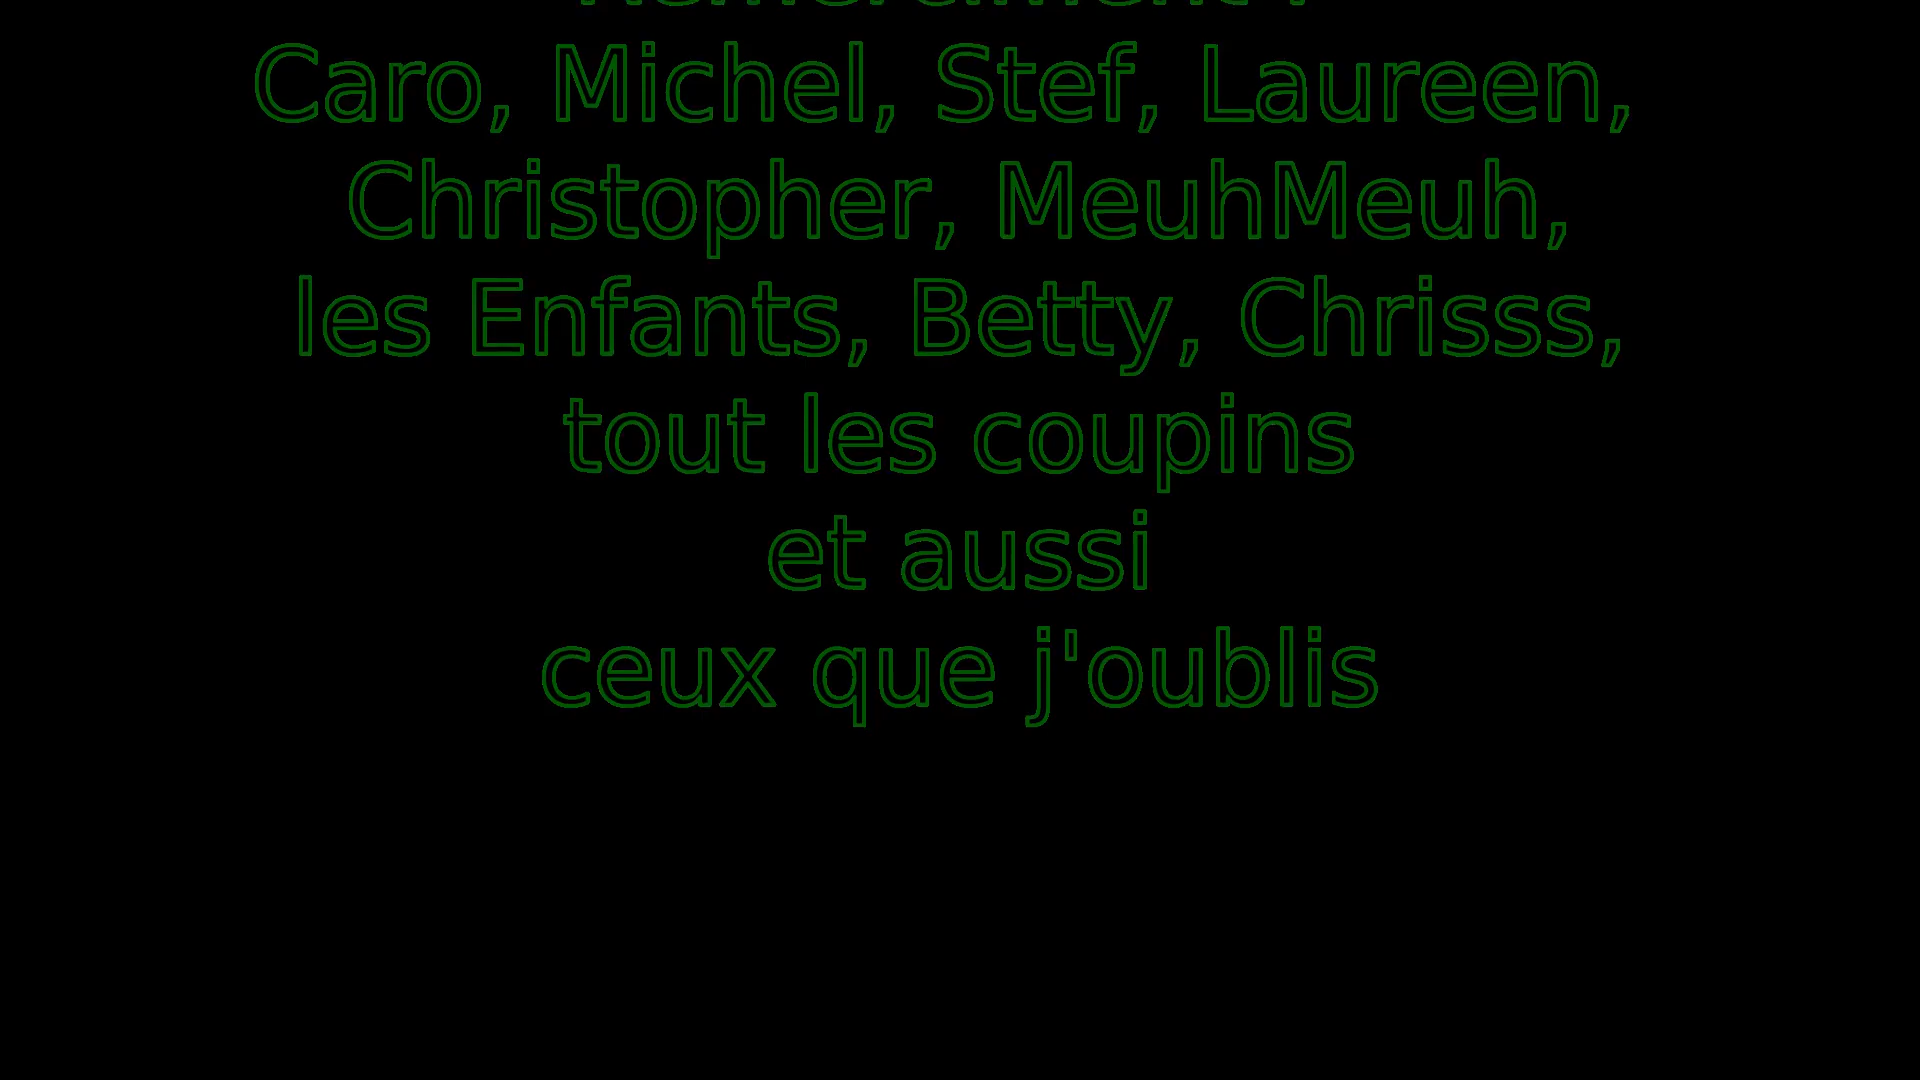 Caro, Michel, Stef, Laureen,
Christopher, MeuhMeuh,
les Enfants, Betty, Chrisss,
tout les coupins
et aussi
ceux que j'oublis